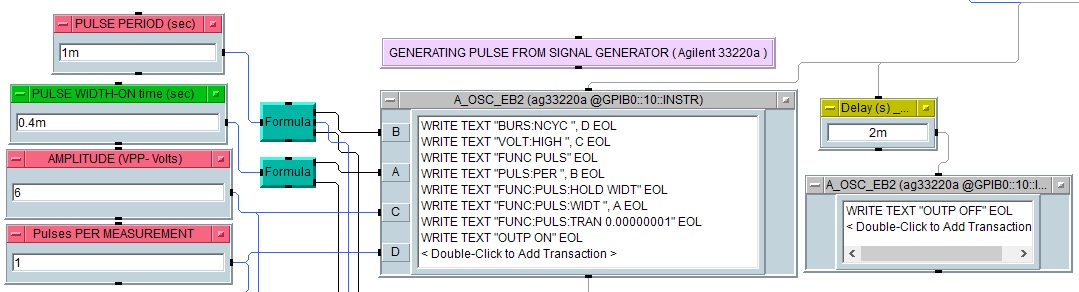 PULSE PERIOD (sec)
1m
PULSE WIDTH-ON time (sec)
0.4m
AMPLITUDE (VPP- Volts)
6
Pulses PER MEASUREMENT
1
Formula
Formula
GENERATING PULSE FROM SIGNAL GENERATOR ( Agilent 33220a )
A_OSC_EB2 (ag33220a @GPIB0::10::INSTR)
B
A
C
D
WRITE TEXT "BURS:NCYC ", D EOL
WRITE TEXT "VOLT:HIGH ", C EOL
WRITE TEXT "FUNC PULS" EOL
WRITE TEXT "PULS:PER ", B EOL
WRITE TEXT "FUNC:PULS:HOLD WIDT" EOL
WRITE TEXT "FUNC:PULS:WIDT ", A EOL
WRITE TEXT "FUNC:PULS:TRAN 0.00000001" EOL
WRITE TEXT "OUTP ON" EOL
< Double-Click to Add Transaction >
Delay (s) _...
2m
A_OSC_EB2 (ag33220a @GPIB0::10::I...
WRITE TEXT "OUTP OFF" EOL
< Double-Click to Add Transaction